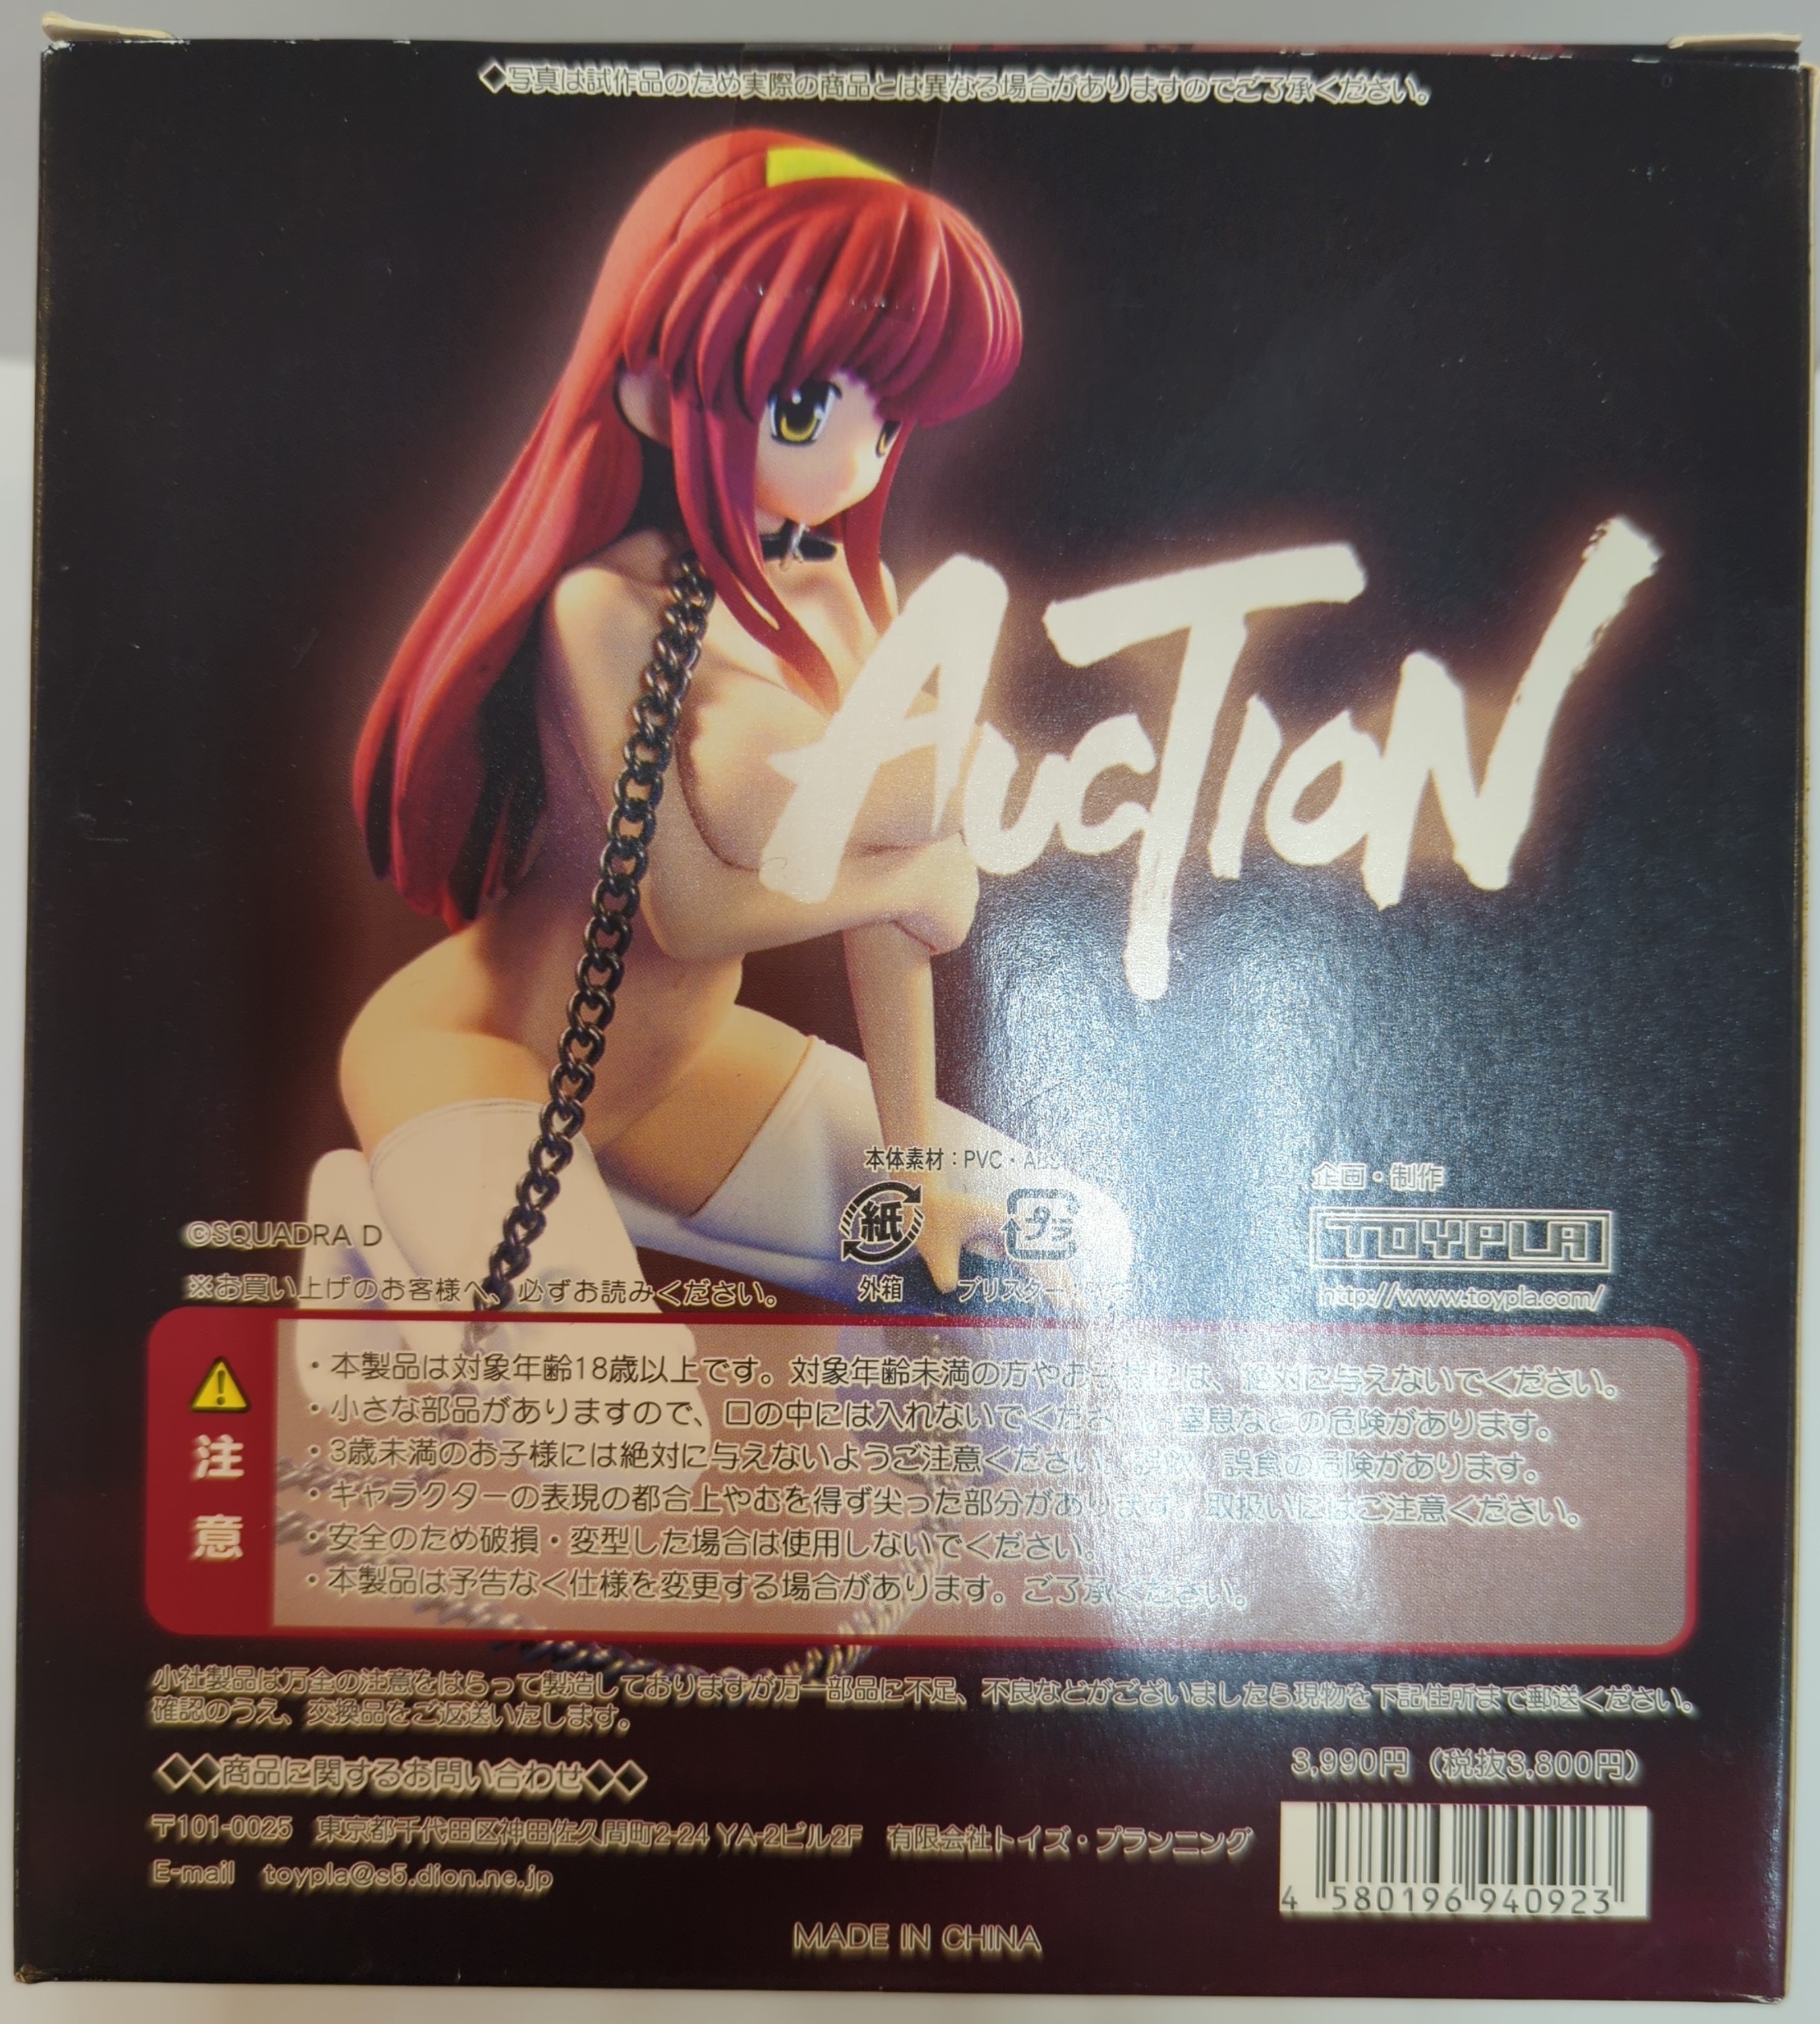 ◆写真は試作品のため実際の商品とは異なる場合がありますのでご了承ください。
AUCTION
本体素材：PVC・ABS
企画・制作
紙
プラ
TOYPLA
©SQUADRA D
※お買い上げのお客様へ、必ずお読みください。
外箱
ブリスター
http://www.toypla.com/
注意
・本製品は対象年齢18歳以上です。対象年齢未満の方やお子様には、絶対に与えないでください。
・小さな部品がありますので、口の中には入れないでください。窒息などの危険があります。
・3歳未満のお子様には絶対に与えないようご注意ください。誤飲、誤食の危険があります。
・キャラクターの表現の都合上やむを得ず尖った部分があります。取扱いにはご注意ください。
・安全のため破損・変型した場合は使用しないでください。
・本製品は予告なく仕様を変更する場合があります。ご了承ください。
小社製品は万全の注意をはらって製造しておりますが万一部品に不足、不良などがございましたら現物を下記住所まで郵送ください。
確認のうえ、交換品をご返送いたします。
◇◇商品に関するお問い合わせ◇◇
3,990円（税抜3,800円）
〒101-0025 東京都千代田区神田佐久間町2-24 YA-2ビル2F 有限会社トイズ・プランニング
E-mail toypla@s5.dion.ne.jp
4 580196 940923
MADE IN CHINA